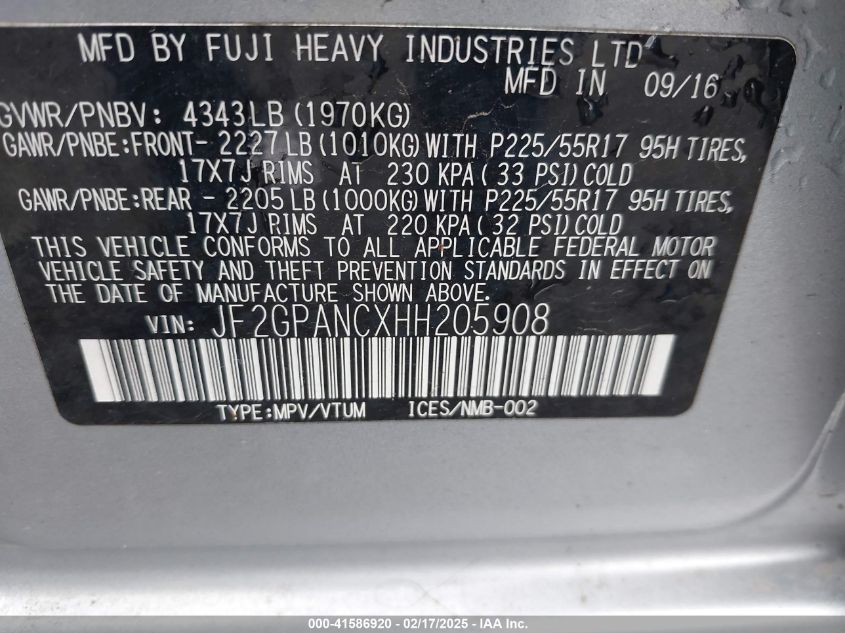 MFD BY FUJI HEAVY INDUSTRIES LTD
MFD IN 09/16
GVWR/PNBV: 4343LB (1970KG)
GAWR/PNBE:FRONT- 2227LB (1010KG) WITH P225/55R17 95H TIRES,
17X7J RIMS AT 230 KPA (33 PSI) COLD
GAWR/PNBE:REAR - 2205 LB (1000KG) WITH P225/55R17 95H TIRES,
17X7J RIMS AT 220 KPA (32 PSI) COLD
THIS VEHICLE CONFORMS TO ALL APPLICABLE FEDERAL MOTOR
VEHICLE SAFETY AND THEFT PREVENTION STANDARDS IN EFFECT ON
THE DATE OF MANUFACTURE SHOWN ABOVE.
VIN: JF2GPANCXHH205908
TYPE:MPV/VTUM ICES/NMB-002
000-41586920 - 02/17/2025 - IAA Inc.